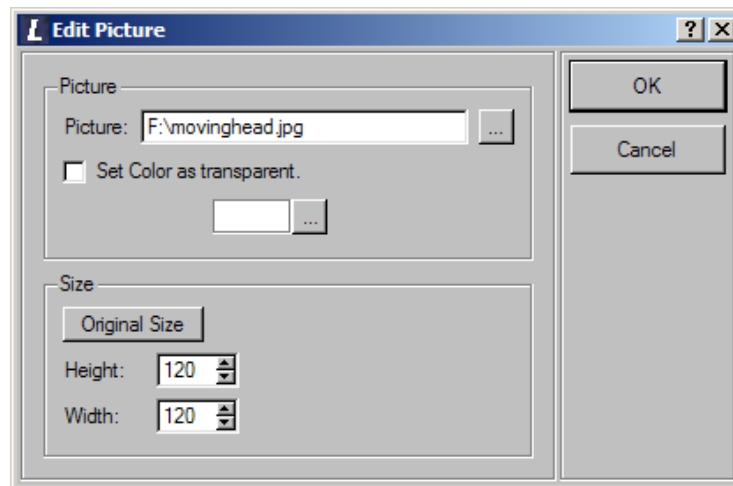 L Edit Picture ? X
Picture
Picture: F:\movinghead.jpg ...
Set Color as transparent.
...
Size
Original Size
Height: 120
Width: 120
OK
Cancel